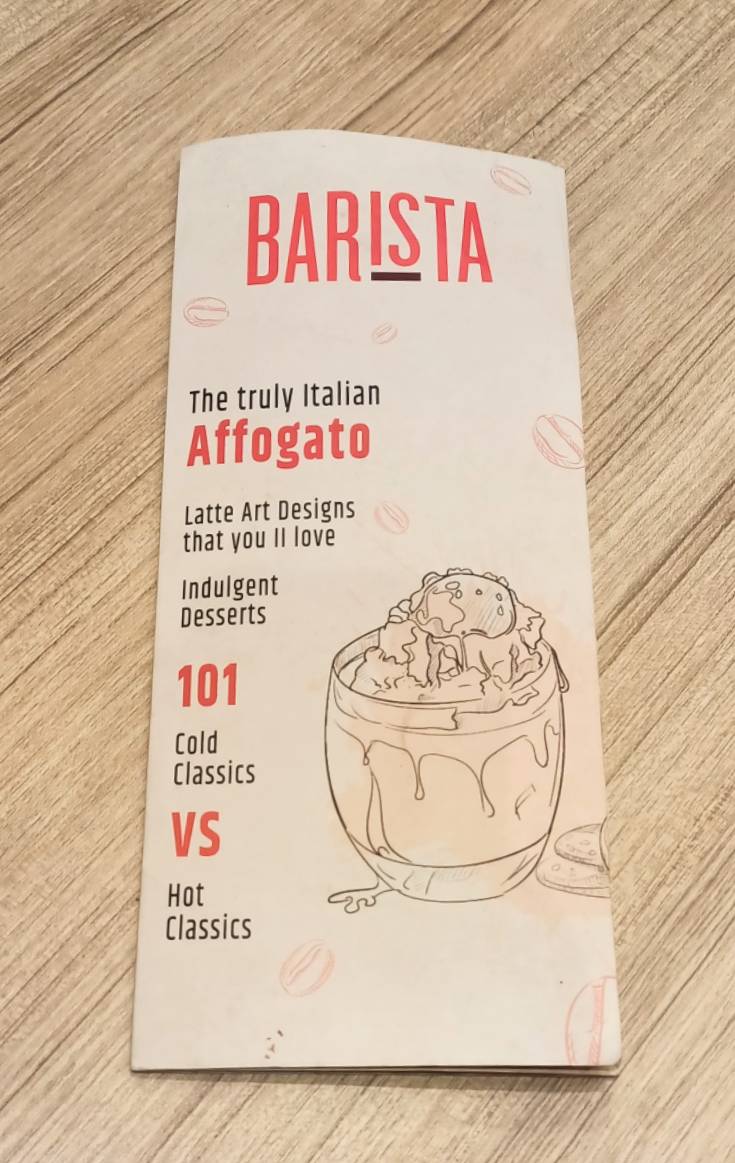 BARISTA
The truly Italian
Affogato
Latte Art Designs
that you ll love
Indulgent
Desserts
101
Cold
Classics
VS
Hot
Classics